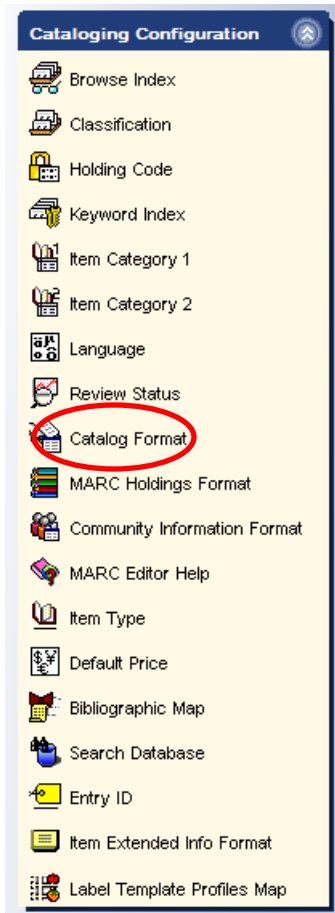 Cataloging Configuration
Browse Index
Classification
Holding Code
Keyword Index
Item Category 1
Item Category 2
Language
Review Status
Catalog Format
MARC Holdings Format
Community Information Format
MARC Editor Help
Item Type
Default Price
Bibliographic Map
Search Database
Entry ID
Item Extended Info Format
Label Template Profiles Map